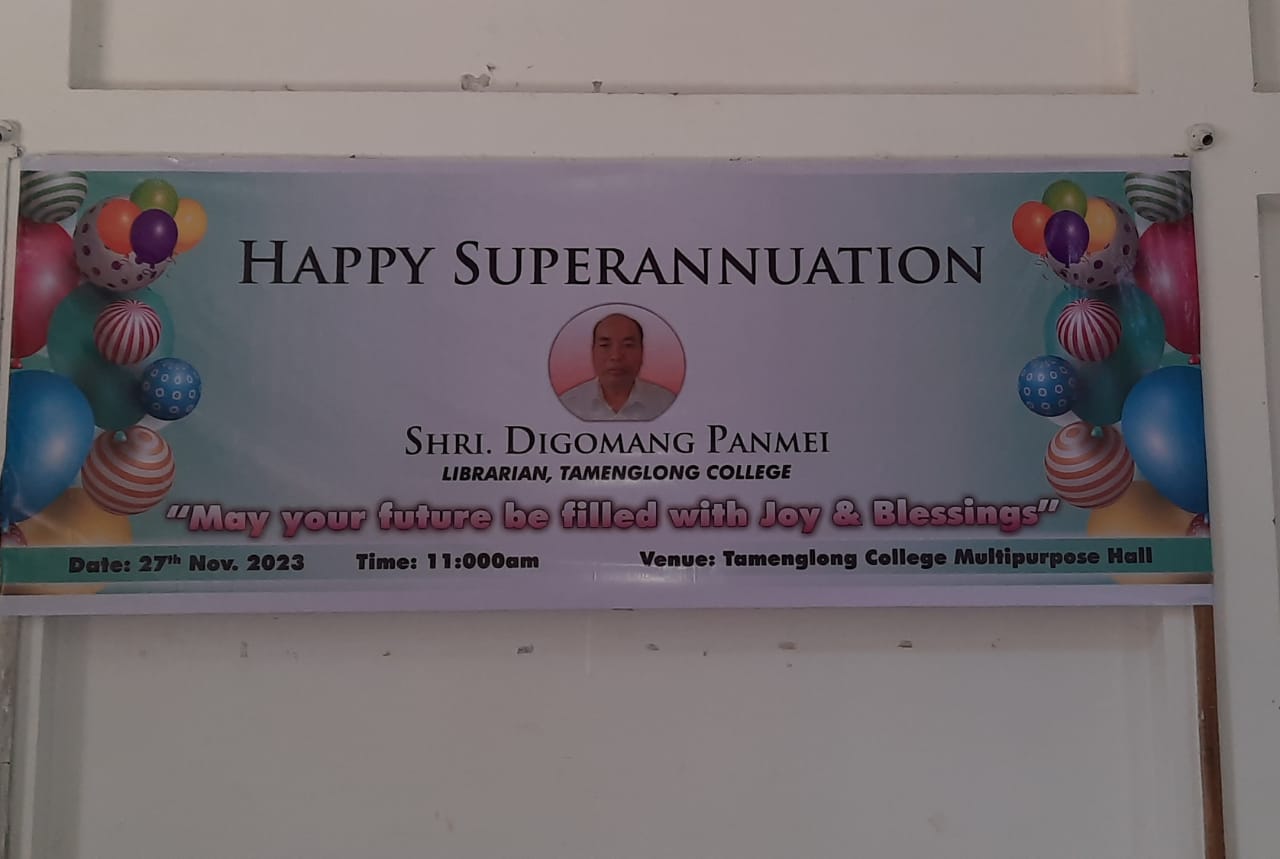 HAPPY SUPERANNUATION
SHRI. DIGOMANG PANMEI
LIBRARIAN, TAMENGLONG COLLEGE
"May your future be filled with Joy & Blessings"
Date: 27th Nov. 2023 Time: 11:000am Venue: Tamenglong College Multipurpose Hall